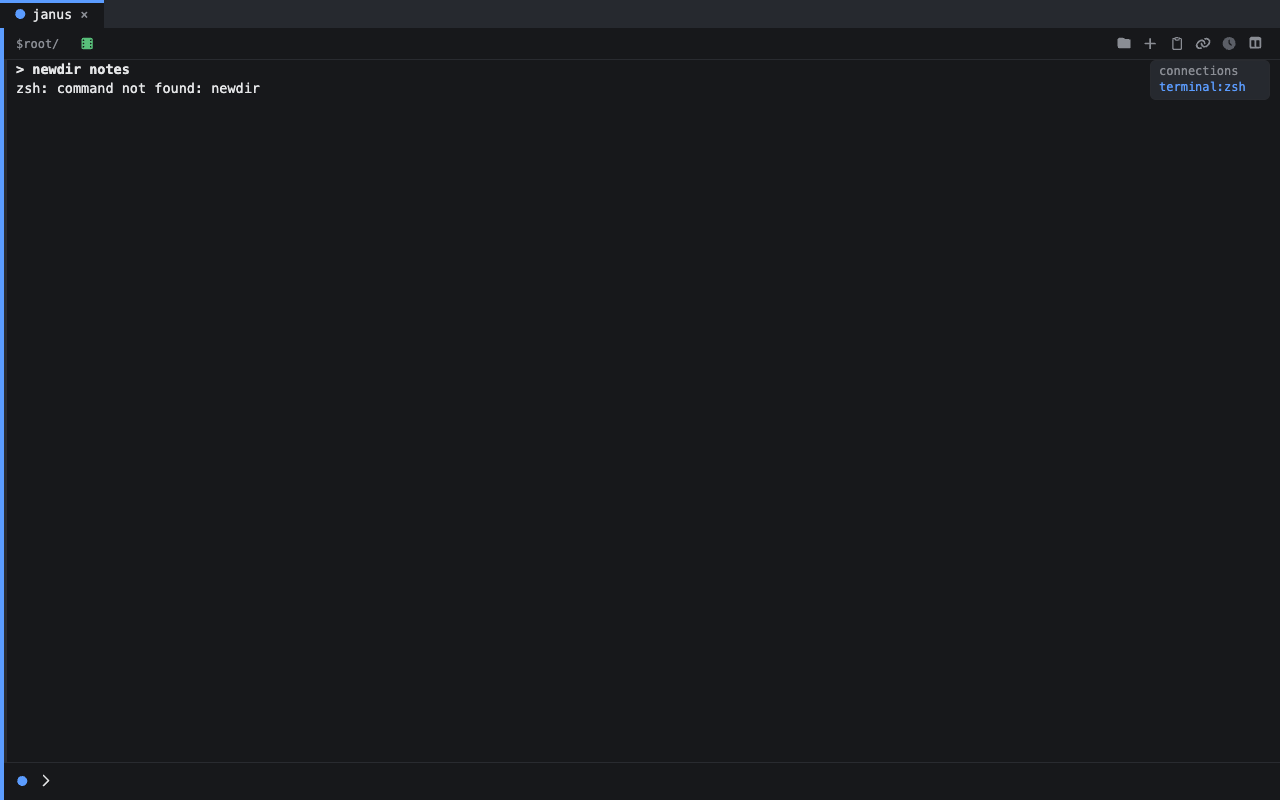 janus ×
$root/
> newdir notes
zsh: command not found: newdir
connections
terminal:zsh